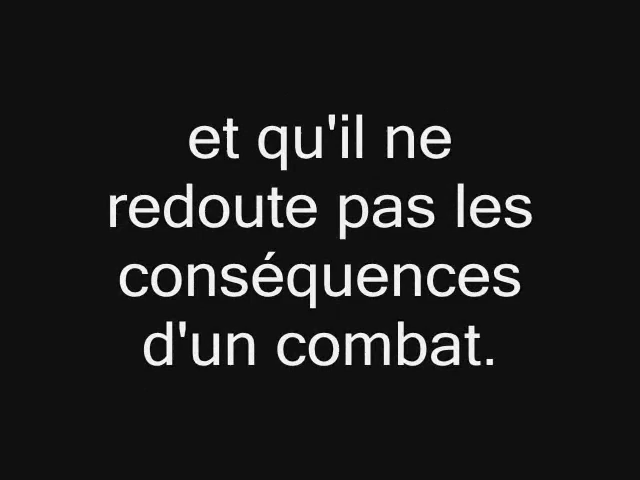 et qu'il ne
redoute pas les
conséquences
d'un combat.